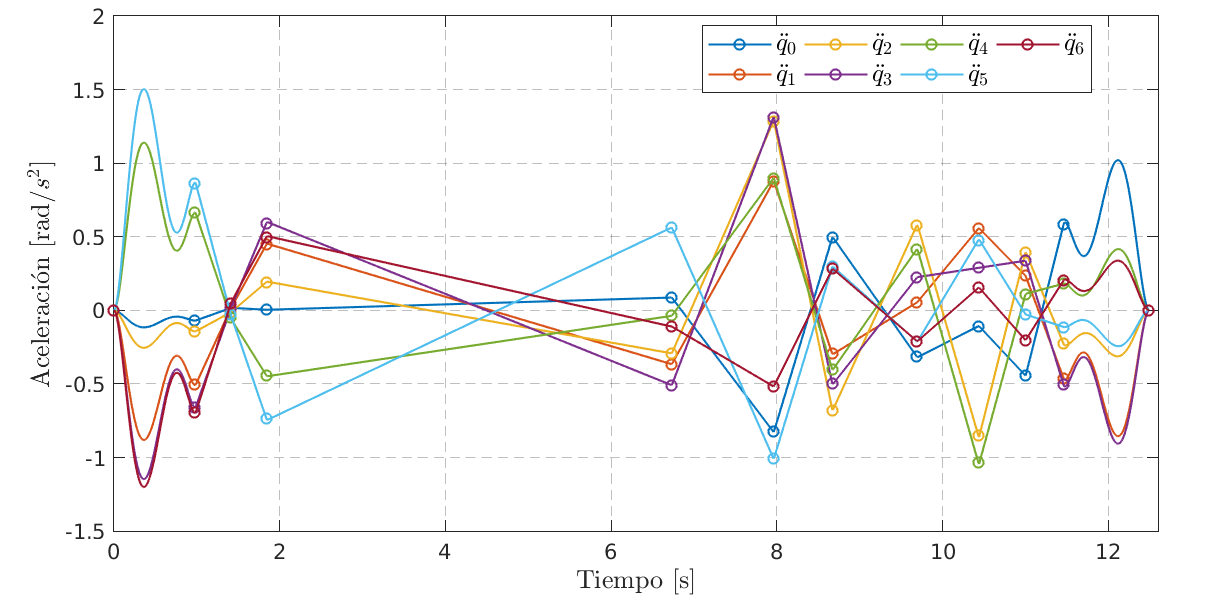 2
1.5
1
0.5
0
-0.5
-1
-1.5
0 2 4 6 8 10 12
Aceleración [rad/s²]
Tiempo [s]
q̈₀ q̈₂ q̈₄ q̈₆
q̈₁ q̈₃ q̈₅